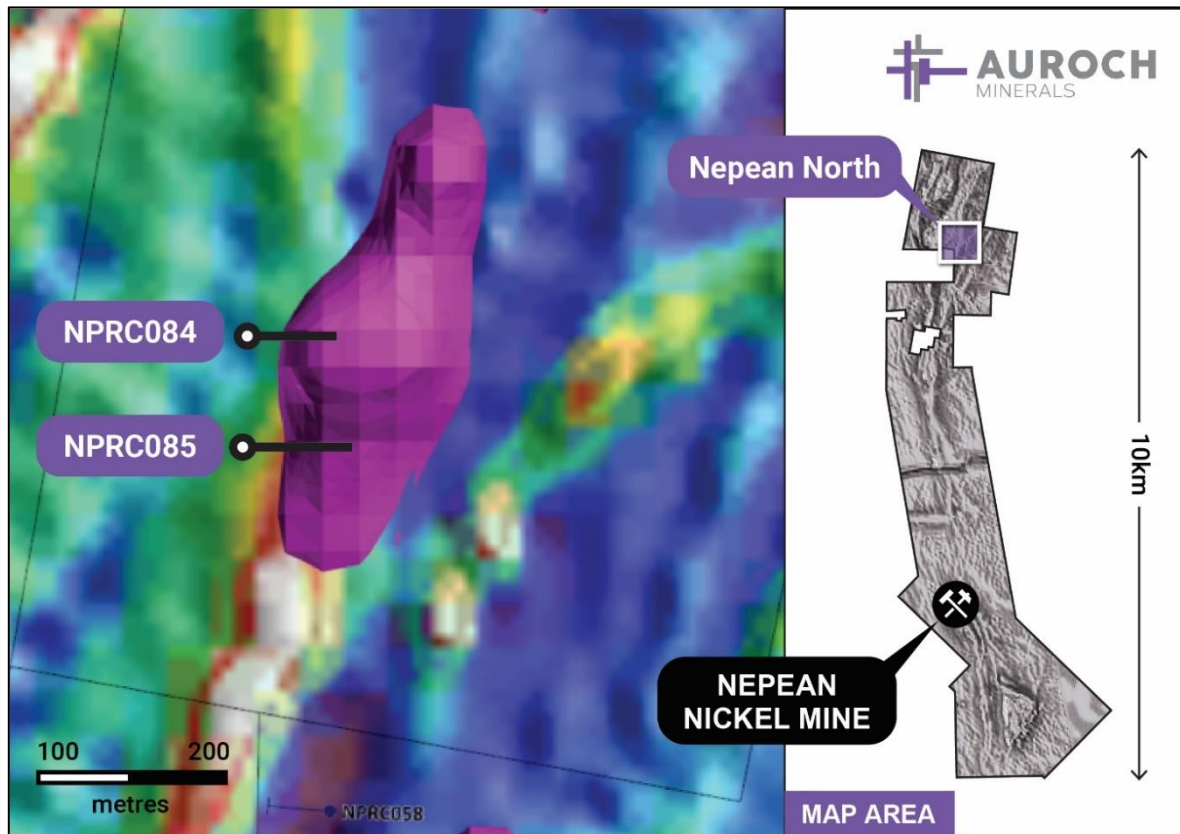 AUROCH
MINERALS
Nepean North
NPRC084
NPRC085
10km
NEPEAN
NICKEL MINE
100 200
metres
NPRC058
MAP AREA